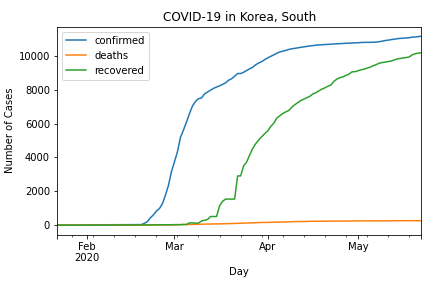 COVID-19 in Korea, South
confirmed
deaths
recovered
Number of Cases
10000
8000
6000
4000
2000
0
Feb
2020
Mar
Apr
May
Day